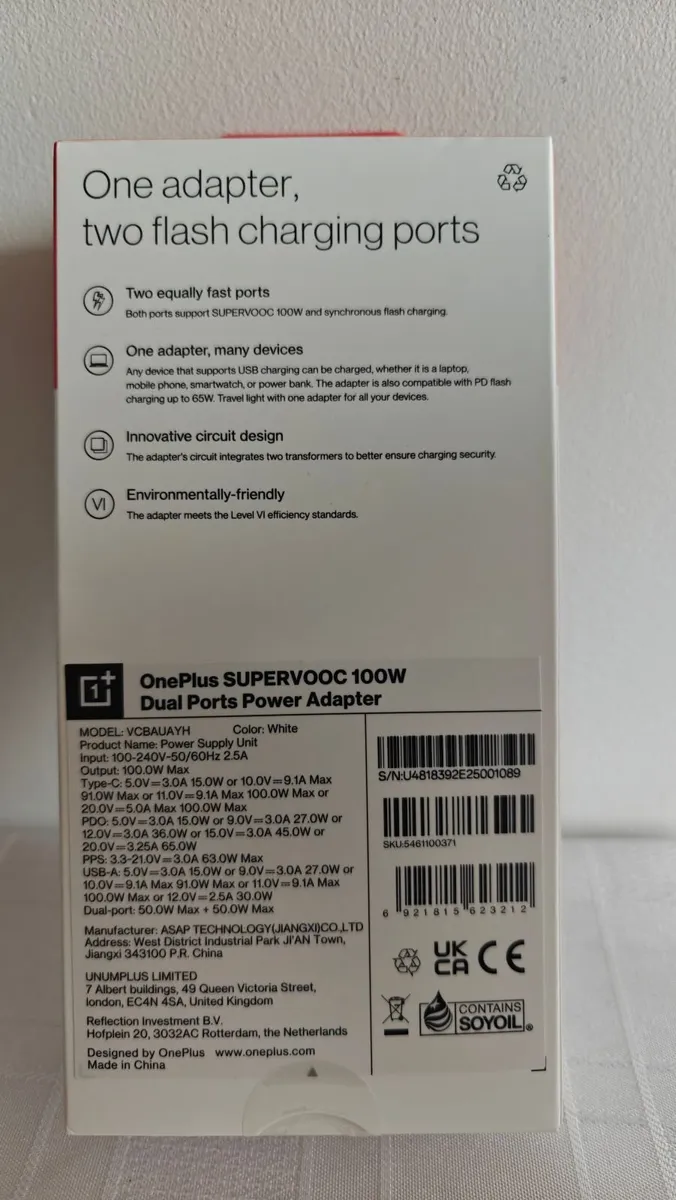 One adapter,
two flash charging ports
Two equally fast ports
Both ports support SUPERVOOC 100W and synchronous flash charging.
One adapter, many devices
Any device that supports USB charging can be charged, whether it is a laptop,
mobile phone, smartwatch, or power bank. The adapter is also compatible with PD flash
charging up to 65W. Travel light with one adapter for all your devices.
Innovative circuit design
The adapter's circuit integrates two transformers to better ensure charging security.
VI
Environmentally-friendly
The adapter meets the Level VI efficiency standards.
1+
OnePlus SUPERVOOC 100W
Dual Ports Power Adapter
MODEL: VCBAUAYH Color: White
Product Name: Power Supply Unit
Input: 100-240V~50/60Hz 2.5A
Output: 100.0W Max
Type-C: 5.0V⎓3.0A 15.0W or 10.0V⎓9.1A Max
91.0W Max or 11.0V⎓9.1A Max 100.0W Max or
20.0V⎓5.0A Max 100.0W Max
PDO: 5.0V⎓3.0A 15.0W or 9.0V⎓3.0A 27.0W or
12.0V⎓3.0A 36.0W or 15.0V⎓3.0A 45.0W or
20.0V⎓3.25A 65.0W
PPS: 3.3-21.0V⎓3.0A 63.0W Max
USB-A: 5.0V⎓3.0A 15.0W or 9.0V⎓3.0A 27.0W or
10.0V⎓9.1A Max 91.0W Max or 11.0V⎓9.1A Max
100.0W Max or 12.0V⎓2.5A 30.0W
Dual-port: 50.0W Max + 50.0W Max
Manufacturer: ASAP TECHNOLOGY(JIANGXI)CO.,LTD
Address: West District Industrial Park JI'AN Town,
Jiangxi 343100 P.R. China
UNUMPLUS LIMITED
7 Albert buildings, 49 Queen Victoria Street,
london, EC4N 4SA, United Kingdom
Reflection Investment B.V.
Hofplein 20, 3032AC Rotterdam, the Netherlands
Designed by OnePlus www.oneplus.com
Made in China
S/N:U4818392E25001089
SKU:5461100371
6 921815 623212
UK
CA CE
CONTAINS
SOYOIL®